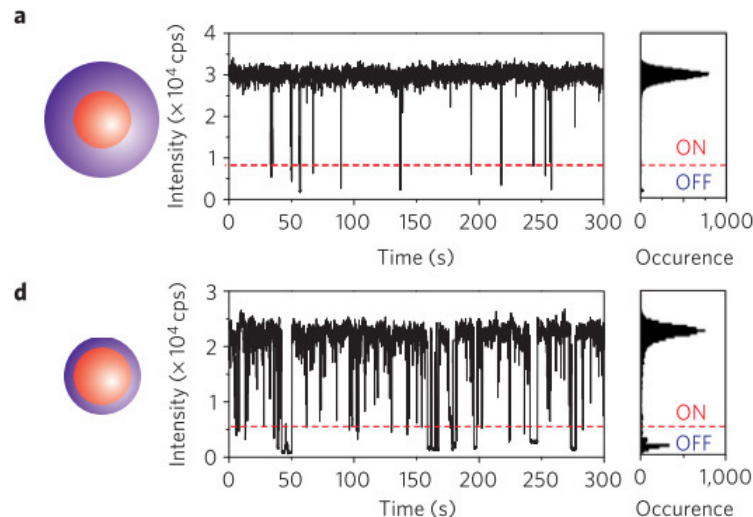 a
Intensity (× 10⁴ cps)
4
3
2
1
0
0 50 100 150 200 250 300
Time (s)
ON
OFF
0 1,000
Occurence
d
Intensity (× 10⁴ cps)
3
2
1
0
0 50 100 150 200 250 300
Time (s)
ON
OFF
0 1,000
Occurence